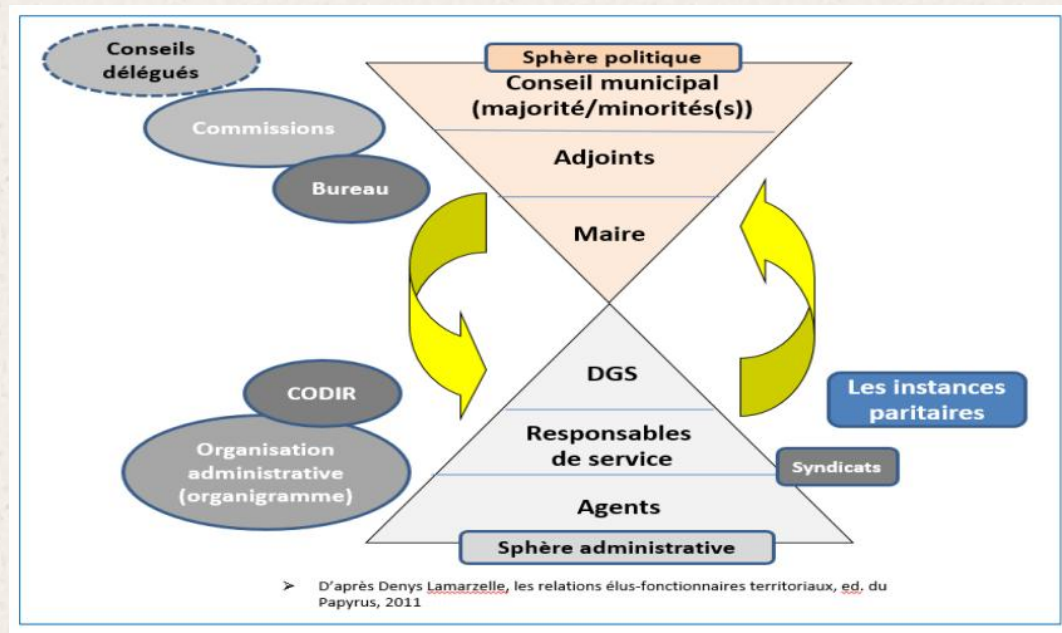 Conseils
délégués
Commissions
Bureau
Sphère politique
Conseil municipal
(majorité/minorités(s))
Adjoints
Maire
DGS
Responsables
de service
Agents
Sphère administrative
CODIR
Organisation
administrative
(organigramme)
Les instances
paritaires
Syndicats
➢ D'après Denys Lamarzelle, les relations élus-fonctionnaires territoriaux, ed. du
Papyrus, 2011